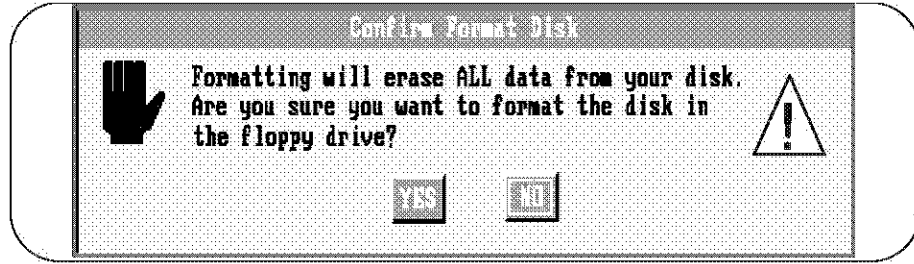 Confirm Format Disk
Formatting will erase ALL data from your disk.
Are you sure you want to format the disk in
the floppy drive?
YES NO